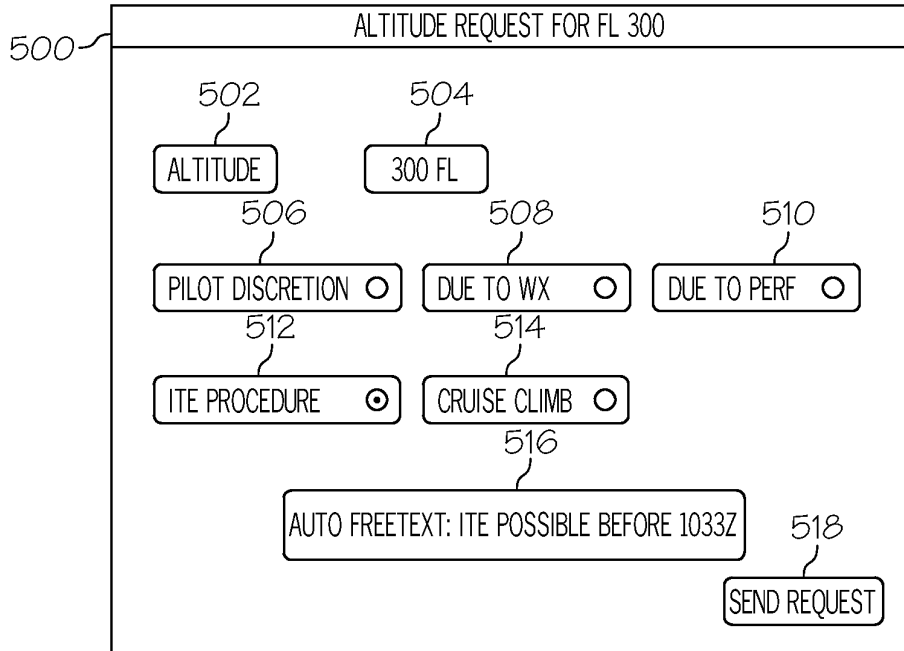 ALTITUDE REQUEST FOR FL 300
500
502 504
ALTITUDE 300 FL
506 508 510
PILOT DISCRETION DUE TO WX DUE TO PERF
512 514
ITE PROCEDURE CRUISE CLIMB
516
AUTO FREETEXT: ITE POSSIBLE BEFORE 1033Z
518
SEND REQUEST